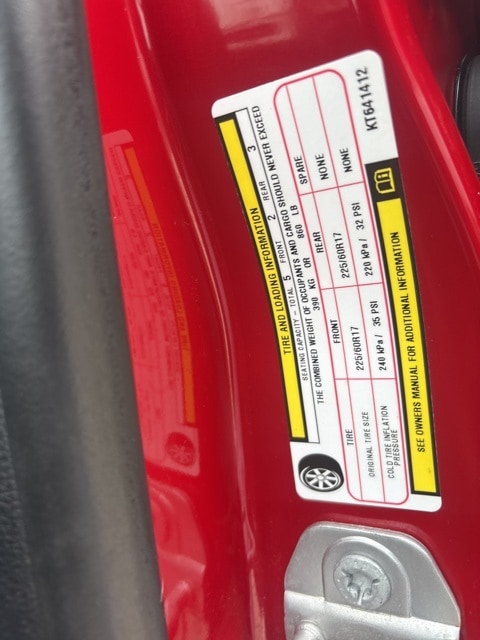 TIRE AND LOADING INFORMATION
SEATING CAPACITY - TOTAL 5 FRONT 2 REAR 3
THE COMBINED WEIGHT OF OCCUPANTS AND CARGO SHOULD NEVER EXCEED
390 KG OR 860 LB
TIRE FRONT REAR SPARE
ORIGINAL TIRE SIZE 225/60R17 225/60R17 NONE
COLD TIRE INFLATION PRESSURE 240 kPa / 35 PSI 220 kPa / 32 PSI NONE
SEE OWNERS MANUAL FOR ADDITIONAL INFORMATION
KT641412